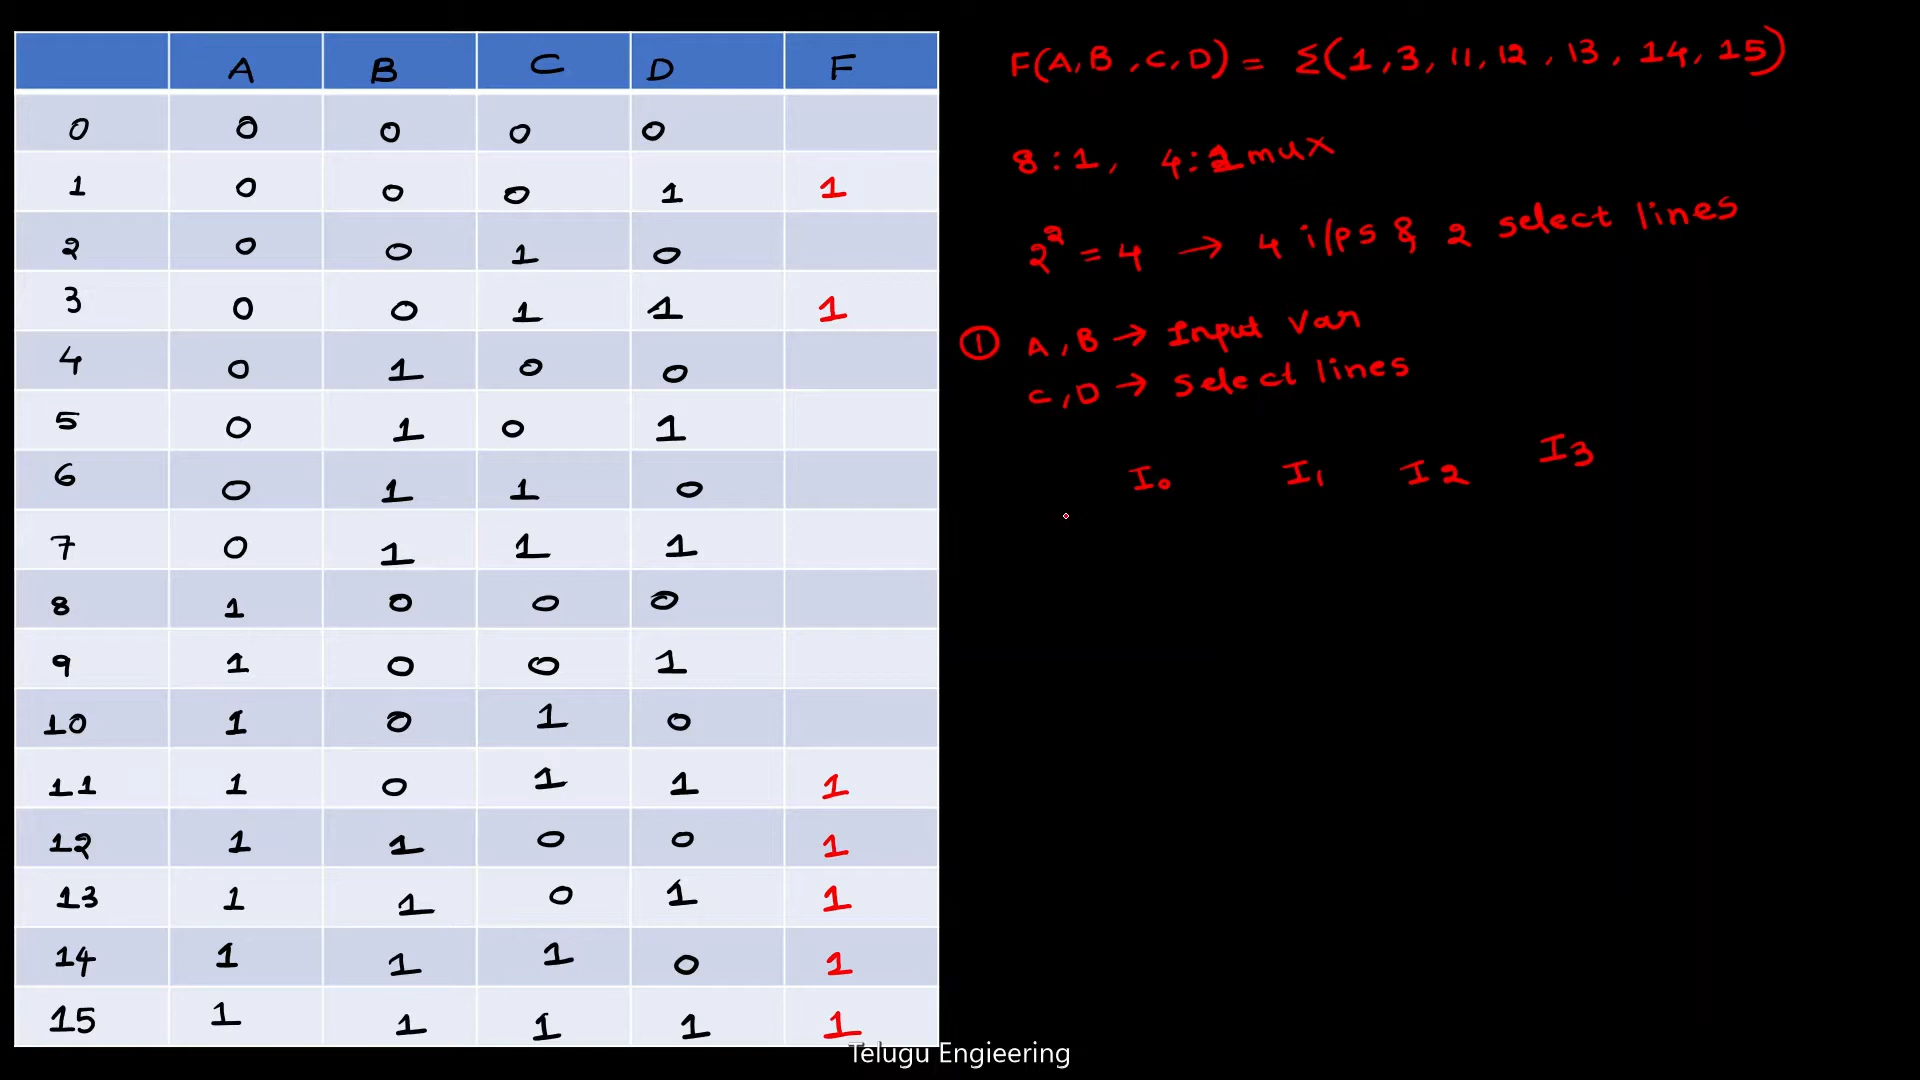 A B C D F
0 0 0 0 0
1 0 0 0 1 1
2 0 0 1 0
3 0 0 1 1 1
4 0 1 0 0
5 0 1 0 1
6 0 1 1 0
7 0 1 1 1
8 1 0 0 0
9 1 0 0 1
10 1 0 1 0
11 1 0 1 1 1
12 1 1 0 0 1
13 1 1 0 1 1
14 1 1 1 0 1
15 1 1 1 1 1
F(A,B,C,D) = Σ(1,3,11,12,13,14,15)
8:1, 4:1 mux
2² = 4 → 4 i/ps & 2 select lines
① A,B → Input Var
C,D → Select lines
I₀ I₁ I₂ I₃
Telugu Engieering